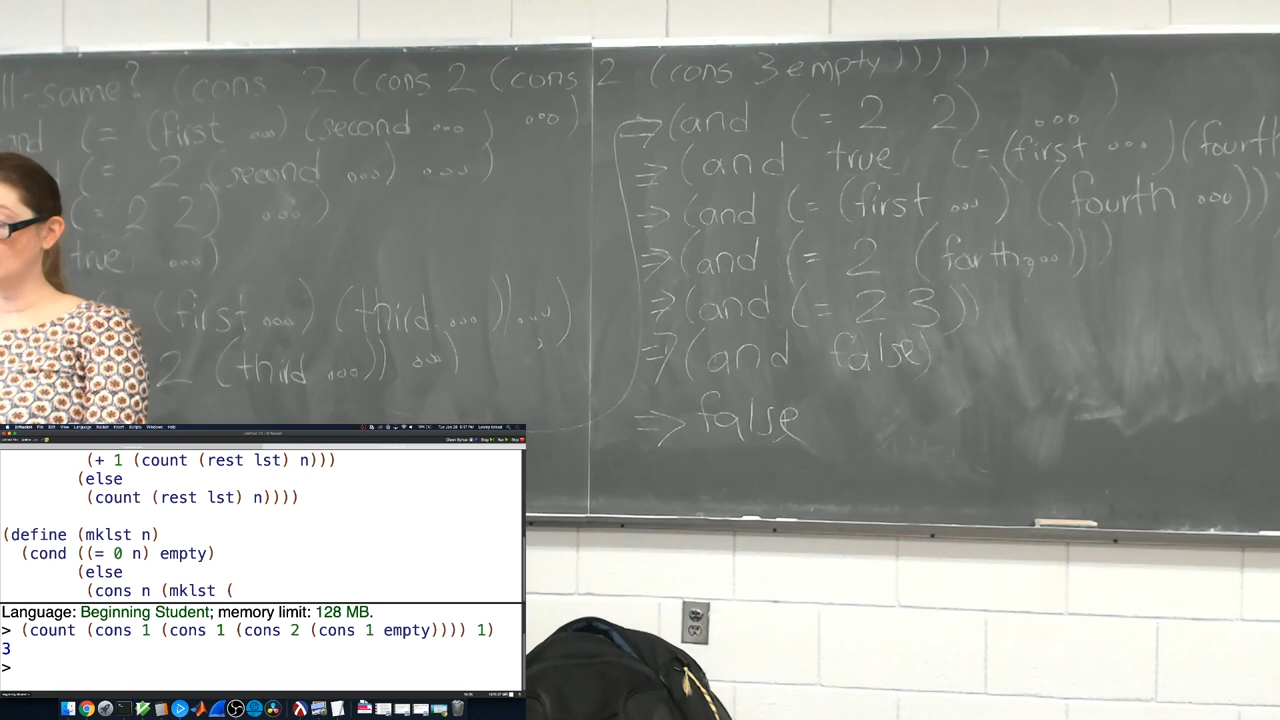 ll-same? (cons 2 (cons 2 (cons 2 (cons 3 empty)))))
and (= (first ...) (second ...) ...)
(= 2 (second ...) ...)
(= 2 2) ...)
true ...)
(first ...) (third ...)) ...)
2 (third ...)) ...)
=> (and (= 2 2) ... )
=> (and true (= (first ...) (fourth
=> (and (= (first ...) (fourth ...))
=> (and (= 2 (forth ...)))
=> (and (= 2 3))
=> (and false)
=> false
(+ 1 (count (rest lst) n)))
(else
(count (rest lst) n))))
(define (mklst n)
(cond ((= 0 n) empty)
(else
(cons n (mklst (
Language: Beginning Student; memory limit: 128 MB.
> (count (cons 1 (cons 1 (cons 2 (cons 1 empty)))) 1)
3
>